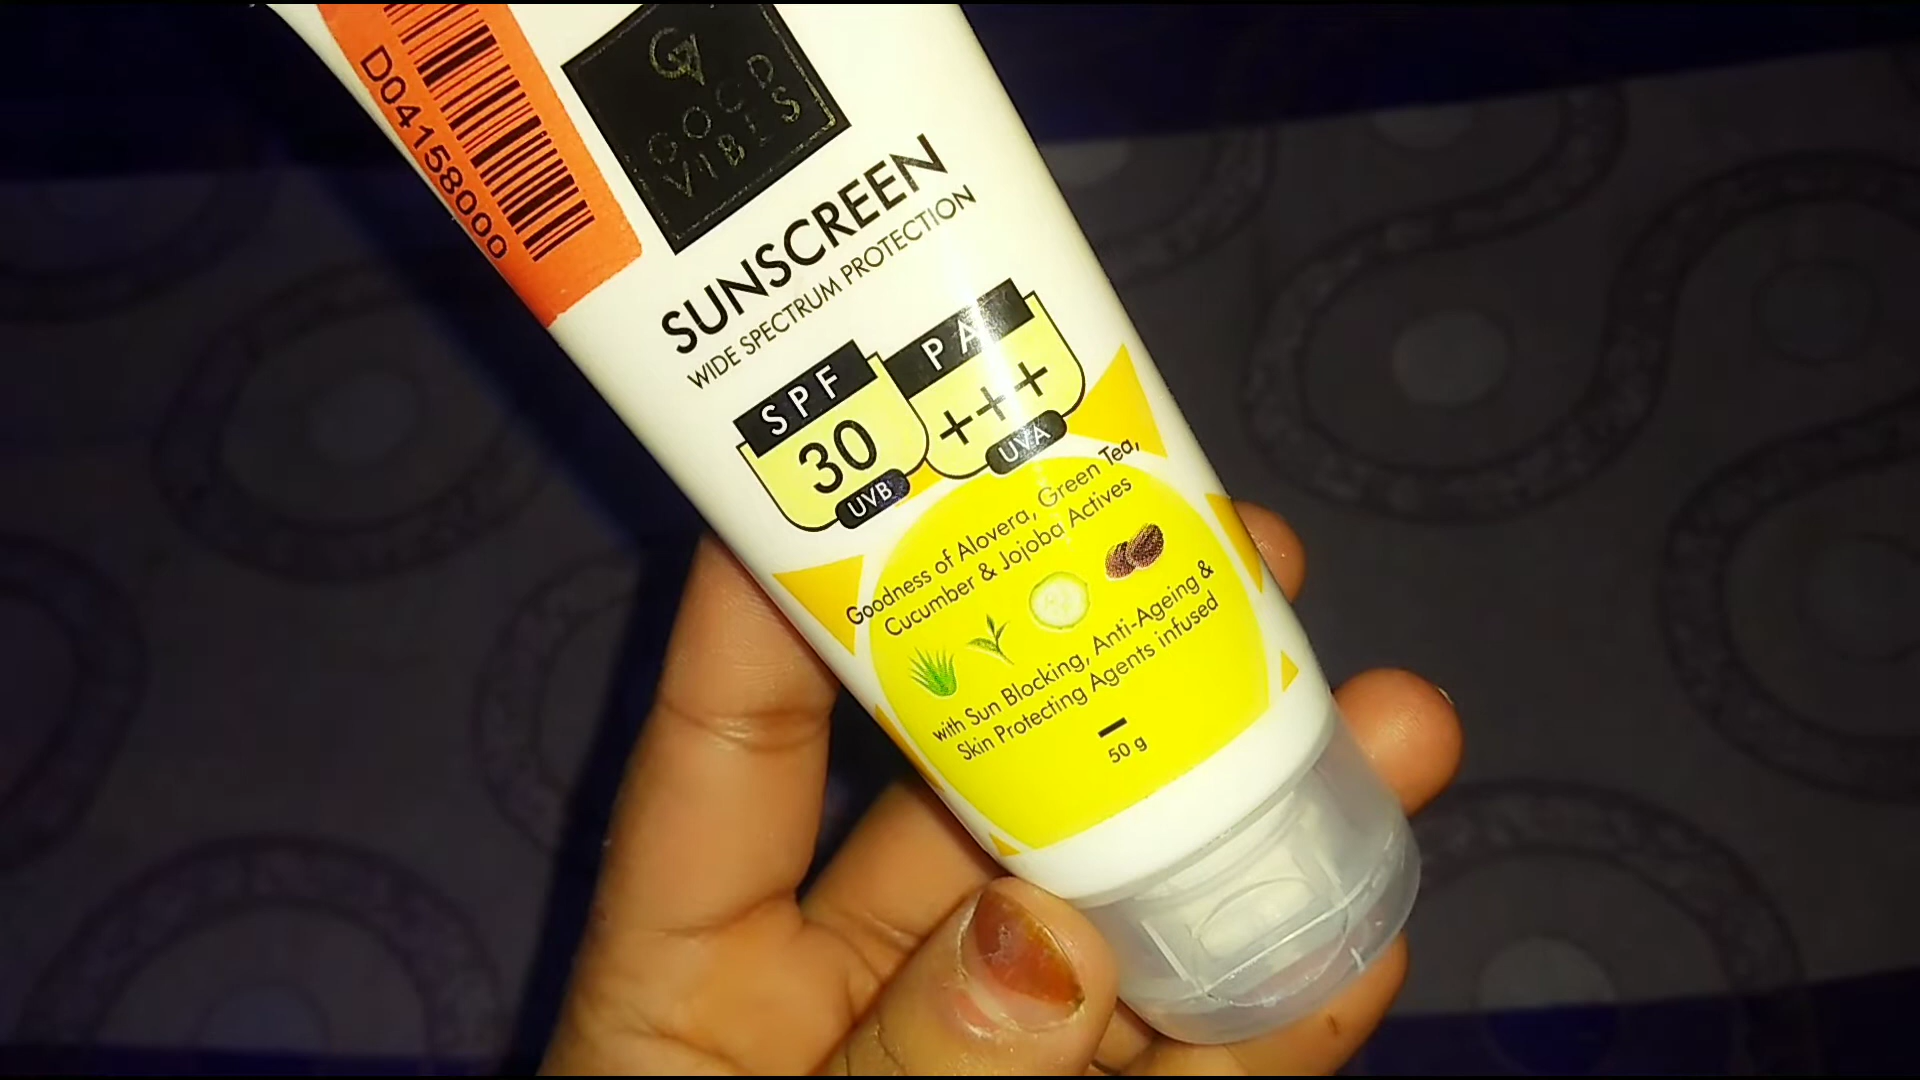 D04158000
GV
GOOD
VIBES
SUNSCREEN
WIDE SPECTRUM PROTECTION
SPF
30
UVB
PA
+++
UVA
Goodness of Alovera, Green Tea,
Cucumber & Jojoba Actives
with Sun Blocking, Anti-Ageing &
Skin Protecting Agents infused
50 g